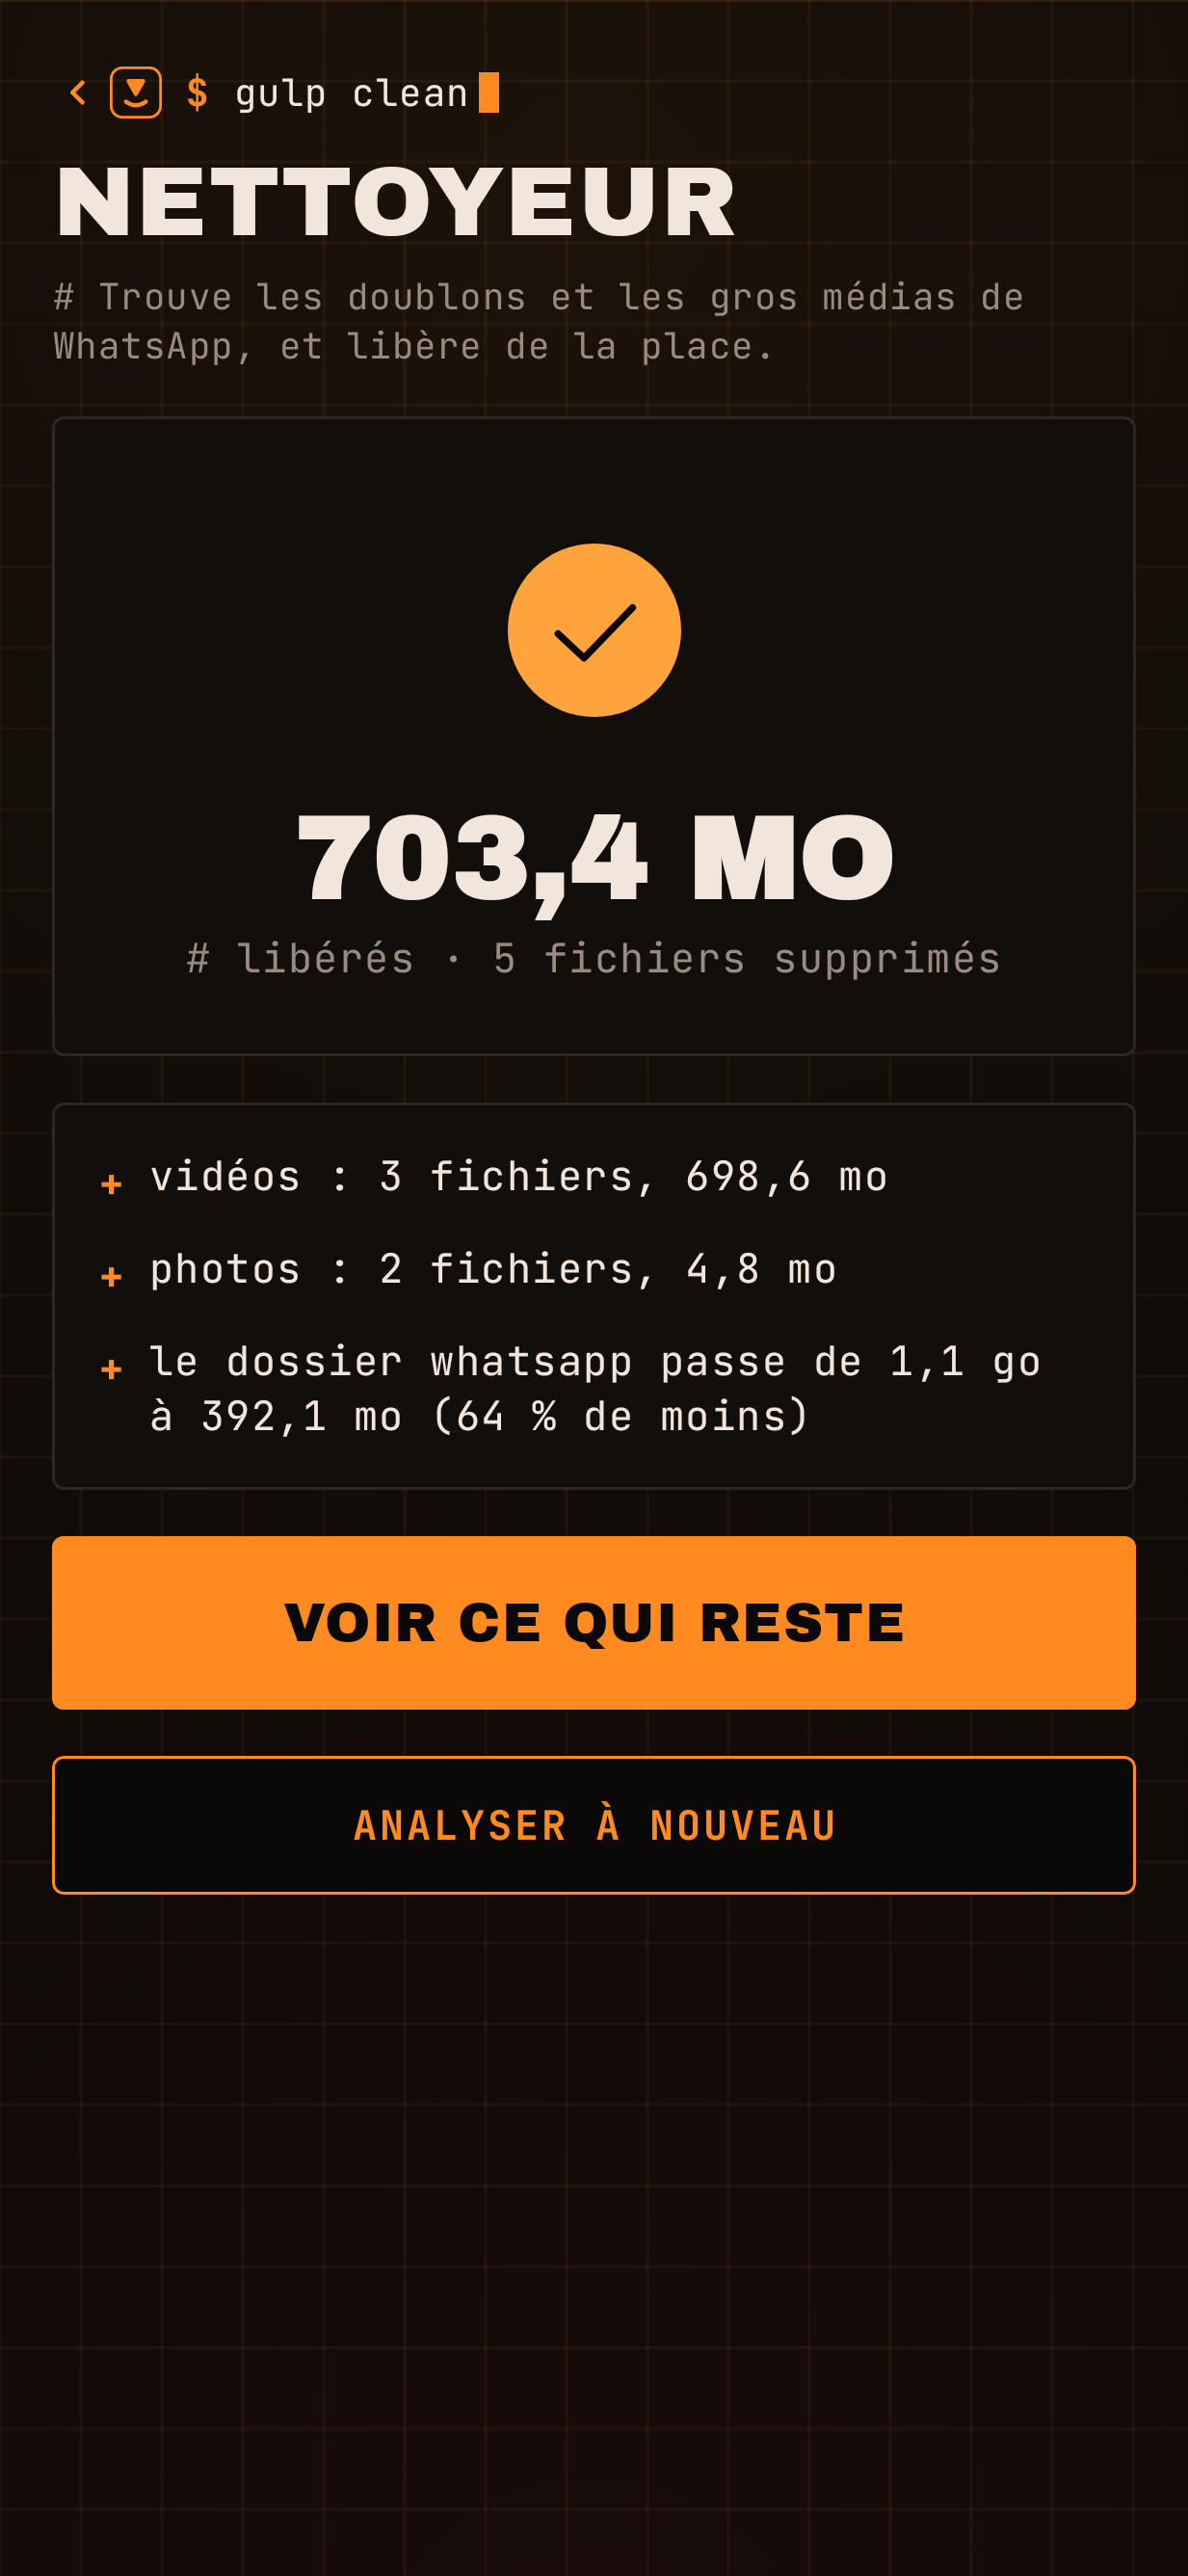 $ gulp clean
NETTOYEUR
# Trouve les doublons et les gros médias de
WhatsApp, et libère de la place.
703,4 MO
# libérés · 5 fichiers supprimés
+ vidéos : 3 fichiers, 698,6 mo
+ photos : 2 fichiers, 4,8 mo
+ le dossier whatsapp passe de 1,1 go
à 392,1 mo (64 % de moins)
VOIR CE QUI RESTE
ANALYSER À NOUVEAU